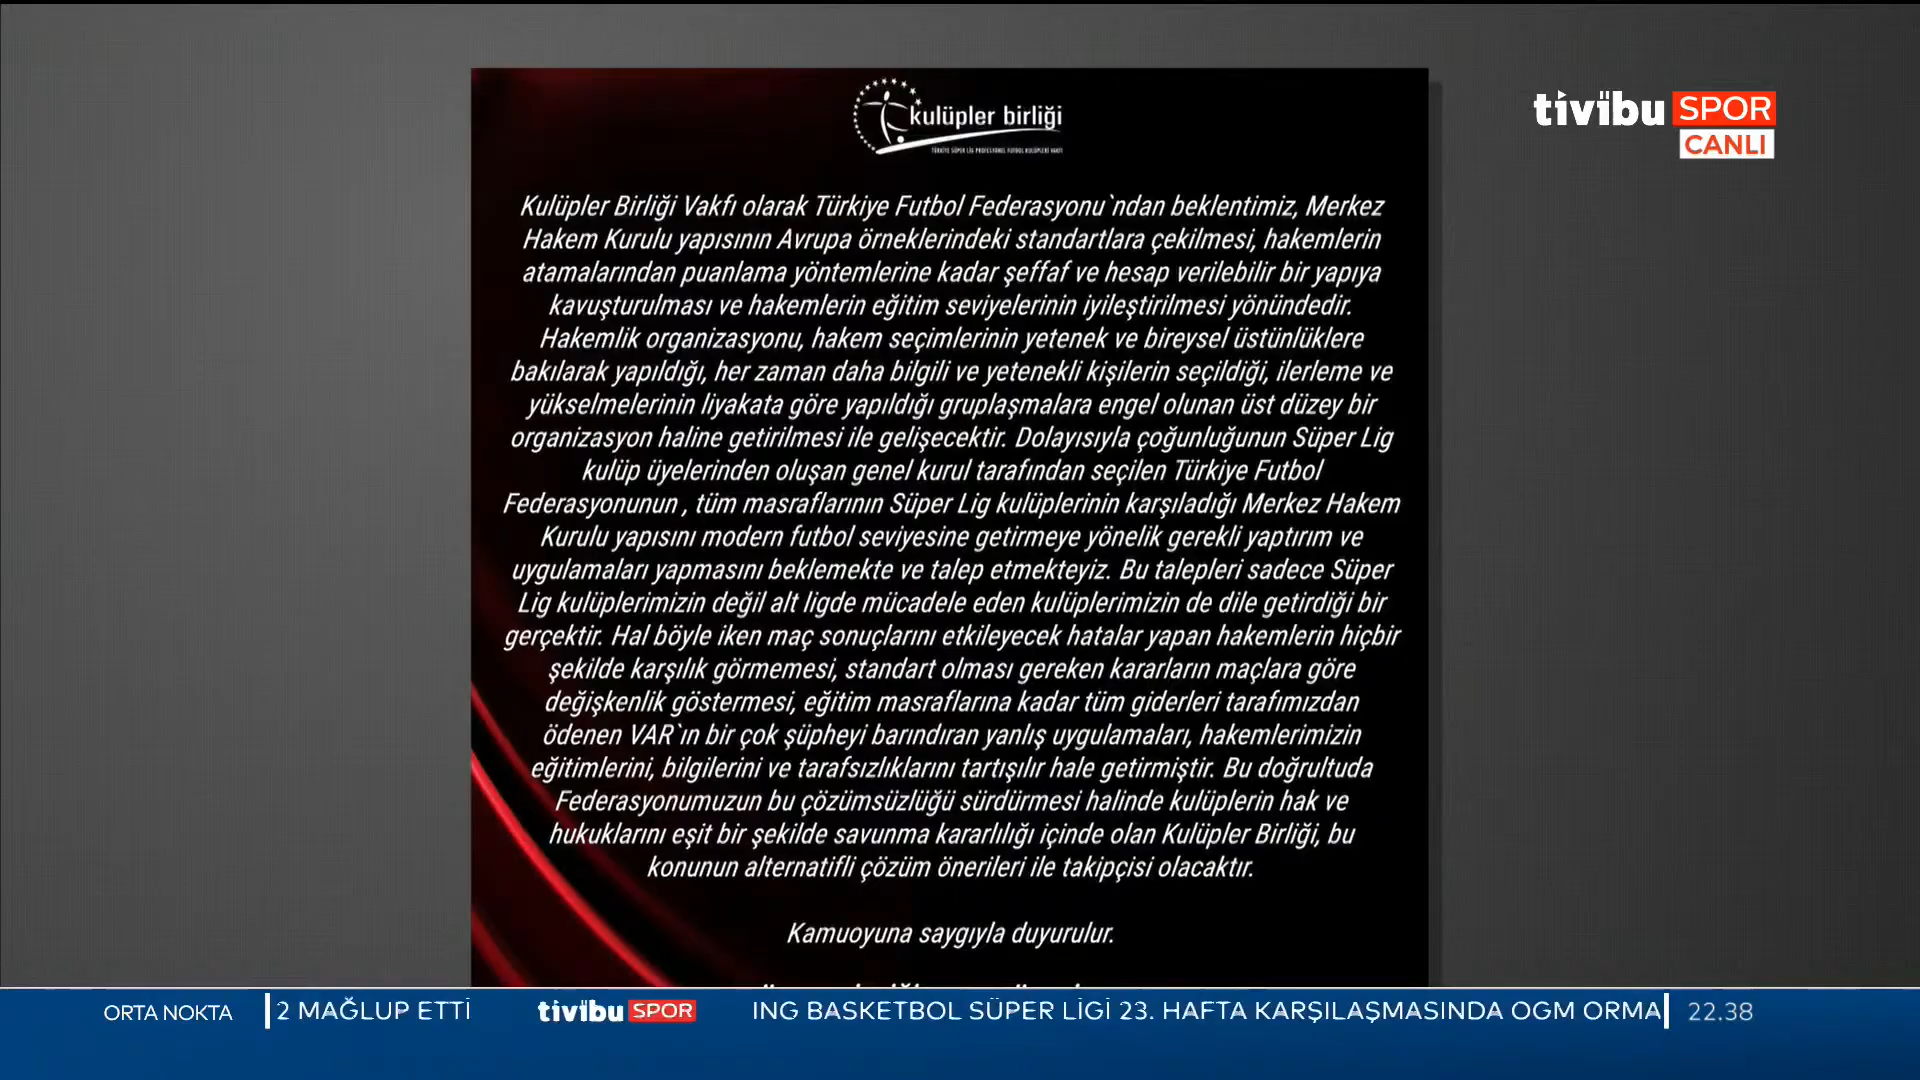 kulüpler birliği
TÜRKİYE SÜPER LİG PROFESYONEL FUTBOL KULÜPLERİ VAKFI
tivibu SPOR
CANLI
Kulüpler Birliği Vakfı olarak Türkiye Futbol Federasyonu`ndan beklentimiz, Merkez
Hakem Kurulu yapısının Avrupa örneklerindeki standartlara çekilmesi, hakemlerin
atamalarından puanlama yöntemlerine kadar şeffaf ve hesap verilebilir bir yapıya
kavuşturulması ve hakemlerin eğitim seviyelerinin iyileştirilmesi yönündedir.
Hakemlik organizasyonu, hakem seçimlerinin yetenek ve bireysel üstünlüklere
bakılarak yapıldığı, her zaman daha bilgili ve yetenekli kişilerin seçildiği, ilerleme ve
yükselmelerinin liyakata göre yapıldığı gruplaşmalara engel olunan üst düzey bir
organizasyon haline getirilmesi ile gelişecektir. Dolayısıyla çoğunluğunun Süper Lig
kulüp üyelerinden oluşan genel kurul tarafından seçilen Türkiye Futbol
Federasyonunun , tüm masraflarının Süper Lig kulüplerinin karşıladığı Merkez Hakem
Kurulu yapısını modern futbol seviyesine getirmeye yönelik gerekli yaptırım ve
uygulamaları yapmasını beklemekte ve talep etmekteyiz. Bu talepleri sadece Süper
Lig kulüplerimizin değil alt ligde mücadele eden kulüplerimizin de dile getirdiği bir
gerçektir. Hal böyle iken maç sonuçlarını etkileyecek hatalar yapan hakemlerin hiçbir
şekilde karşılık görmemesi, standart olması gereken kararların maçlara göre
değişkenlik göstermesi, eğitim masraflarına kadar tüm giderleri tarafımızdan
ödenen VAR`ın bir çok şüpheyi barındıran yanlış uygulamaları, hakemlerimizin
eğitimlerini, bilgilerini ve tarafsızlıklarını tartışılır hale getirmiştir. Bu doğrultuda
Federasyonumuzun bu çözümsüzlüğü sürdürmesi halinde kulüplerin hak ve
hukuklarını eşit bir şekilde savunma kararlılığı içinde olan Kulüpler Birliği, bu
konunun alternatifli çözüm önerileri ile takipçisi olacaktır.
Kamuoyuna saygıyla duyurulur.
ORTA NOKTA
2 MAĞLUP ETTİ
tivibu SPOR
ING BASKETBOL SÜPER LİGİ 23. HAFTA KARŞILAŞMASINDA OGM ORMA
22.38